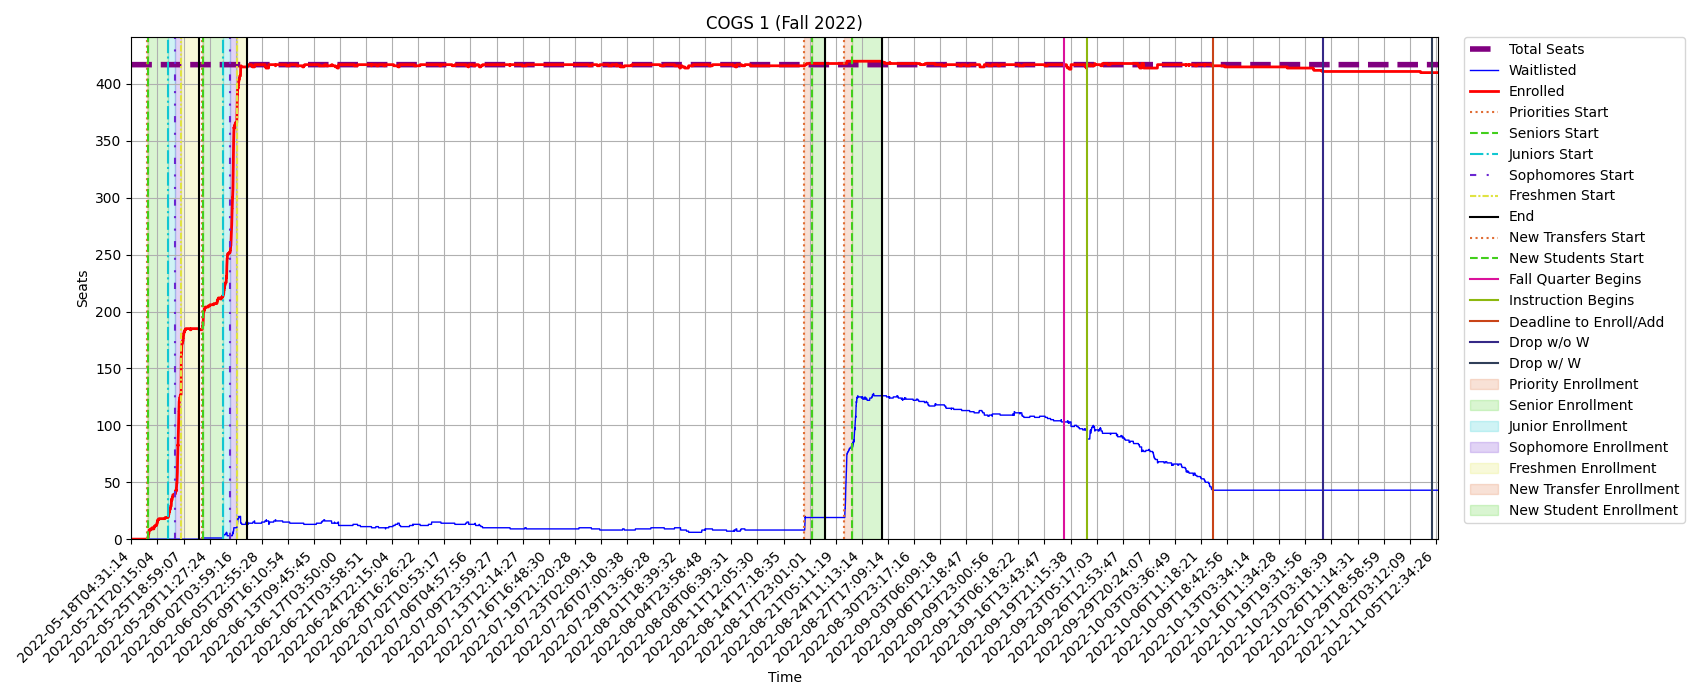 COGS 1 (Fall 2022)
Seats
400
350
300
250
200
150
100
50
0
2022-05-18T04:31:14
2022-05-21T20:15:04
2022-05-25T18:59:07
2022-05-29T11:27:24
2022-06-02T03:59:16
2022-06-05T22:55:28
2022-06-09T16:10:54
2022-06-13T09:45:45
2022-06-17T03:50:00
2022-06-21T03:58:51
2022-06-24T22:15:04
2022-06-28T16:26:22
2022-07-02T10:53:17
2022-07-06T04:57:56
2022-07-09T23:59:27
2022-07-13T12:14:27
2022-07-16T16:48:30
2022-07-19T21:20:28
2022-07-23T02:09:18
2022-07-26T07:00:38
2022-07-29T13:36:28
2022-08-01T18:39:32
2022-08-04T23:58:48
2022-08-08T06:39:31
2022-08-11T12:05:30
2022-08-14T17:18:35
2022-08-17T23:01:01
2022-08-21T05:11:19
2022-08-24T11:13:14
2022-08-27T17:09:14
2022-08-30T23:17:16
2022-09-03T06:09:18
2022-09-06T12:18:47
2022-09-09T23:00:56
2022-09-13T06:18:22
2022-09-16T13:43:47
2022-09-19T21:15:38
2022-09-23T05:17:03
2022-09-26T12:53:47
2022-09-29T20:24:07
2022-10-03T03:36:49
2022-10-06T11:18:21
2022-10-09T18:42:56
2022-10-13T03:34:14
2022-10-16T11:34:28
2022-10-19T19:31:56
2022-10-23T03:18:39
2022-10-26T11:14:31
2022-10-29T18:58:59
2022-11-02T03:12:09
2022-11-05T12:34:26
Time
Total Seats
Waitlisted
Enrolled
Priorities Start
Seniors Start
Juniors Start
Sophomores Start
Freshmen Start
End
New Transfers Start
New Students Start
Fall Quarter Begins
Instruction Begins
Deadline to Enroll/Add
Drop w/o W
Drop w/ W
Priority Enrollment
Senior Enrollment
Junior Enrollment
Sophomore Enrollment
Freshmen Enrollment
New Transfer Enrollment
New Student Enrollment